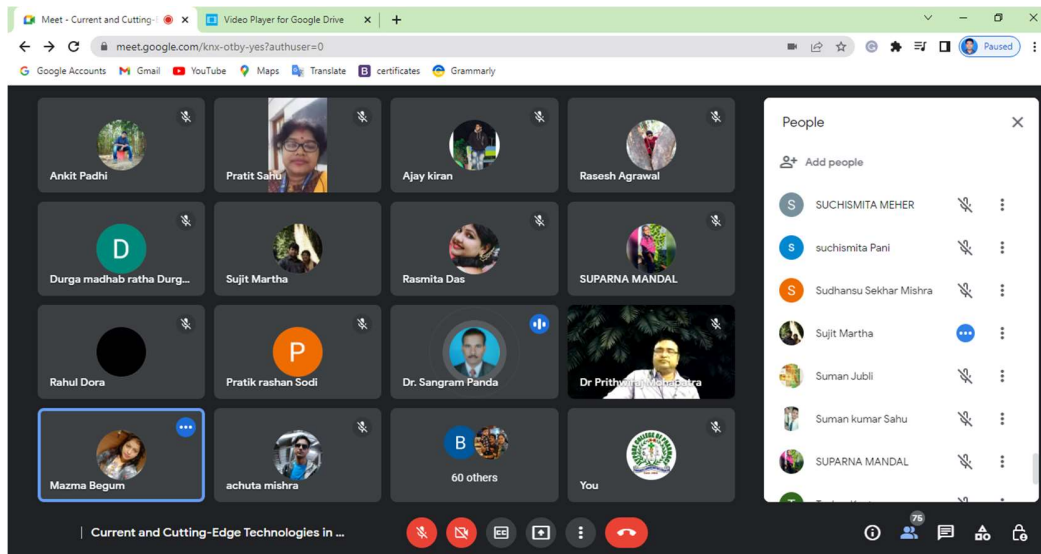 Meet - Current and Cutting-
Video Player for Google Drive
meet.google.com/knx-otby-yes?authuser=0
Paused
Google Accounts
Gmail
YouTube
Maps
Translate
B certificates
Grammarly
Ankit Padhi
Pratit Sahu
Ajay kiran
Rasesh Agrawal
D
Durga madhab ratha Durg...
Sujit Martha
Rasmita Das
SUPARNA MANDAL
Rahul Dora
P
Pratik rashan Sodi
Dr. Sangram Panda
Dr Prithviraj Mohapatra
Mazma Begum
achuta mishra
B
60 others
You
People
Add people
S SUCHISMITA MEHER
s suchismita Pani
S Sudhansu Sekhar Mishra
Sujit Martha
Suman Jubli
Suman kumar Sahu
SUPARNA MANDAL
| Current and Cutting-Edge Technologies in ...
CC
75